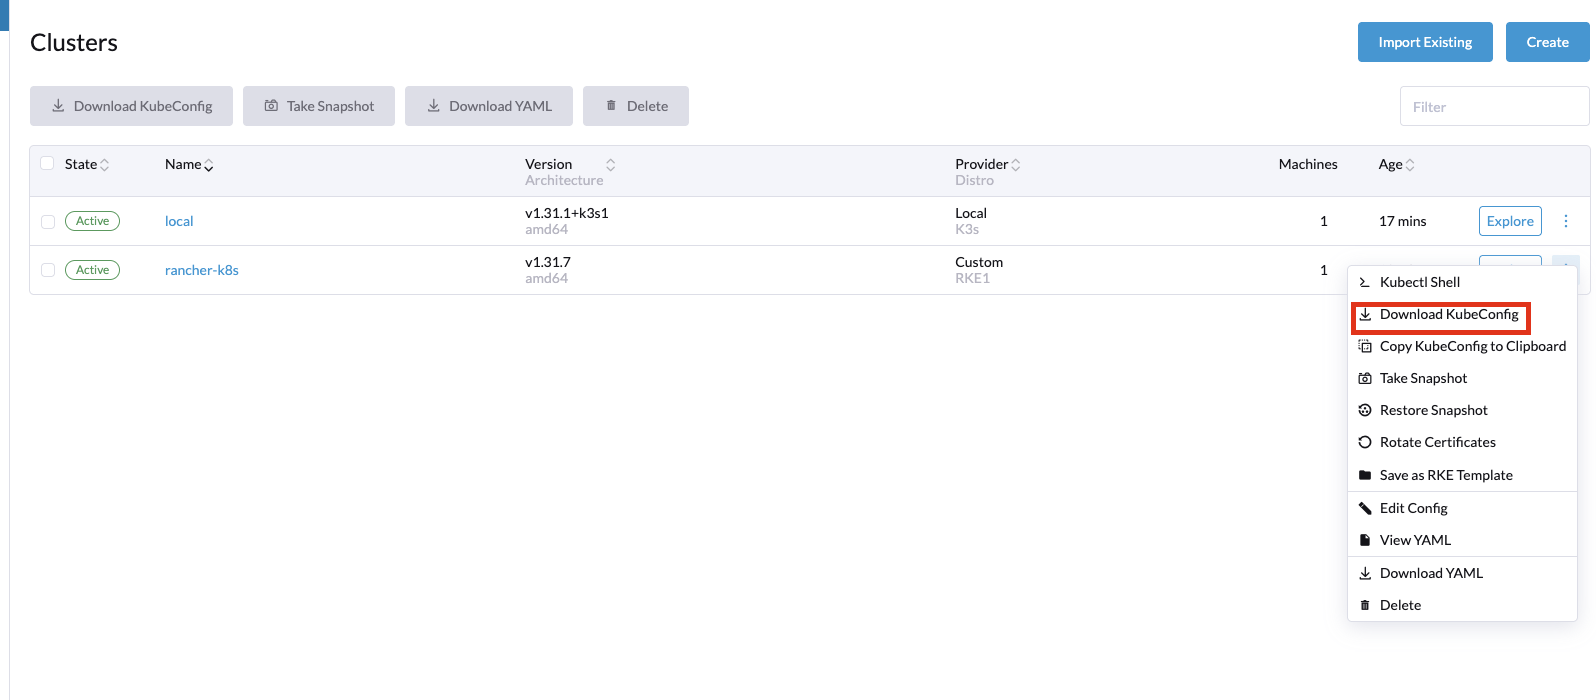 Clusters
Import Existing
Create
Download KubeConfig
Take Snapshot
Download YAML
Delete
Filter
State Name Version Provider Machines Age
Architecture Distro
Active local v1.31.1+k3s1 Local 1 17 mins Explore
amd64 K3s
Active rancher-k8s v1.31.7 Custom 1
amd64 RKE1
Kubectl Shell
Download KubeConfig
Copy KubeConfig to Clipboard
Take Snapshot
Restore Snapshot
Rotate Certificates
Save as RKE Template
Edit Config
View YAML
Download YAML
Delete